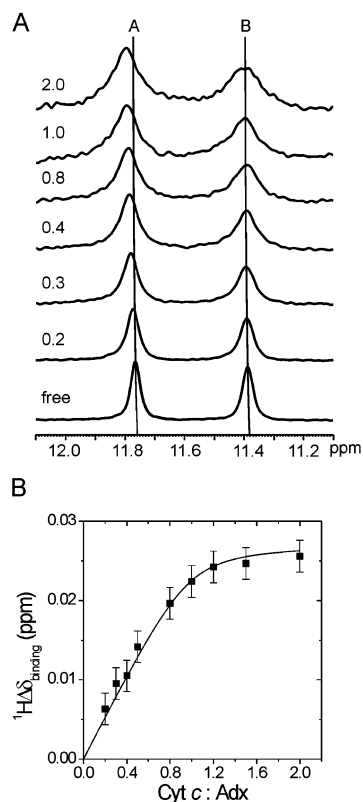 A
A B
2.0
1.0
0.8
0.4
0.3
0.2
free
12.0 11.8 11.6 11.4 11.2 ppm
B
0.03
0.02
0.01
0.00
¹HΔδbinding (ppm)
0.0 0.4 0.8 1.2 1.6 2.0
Cyt c : Adx